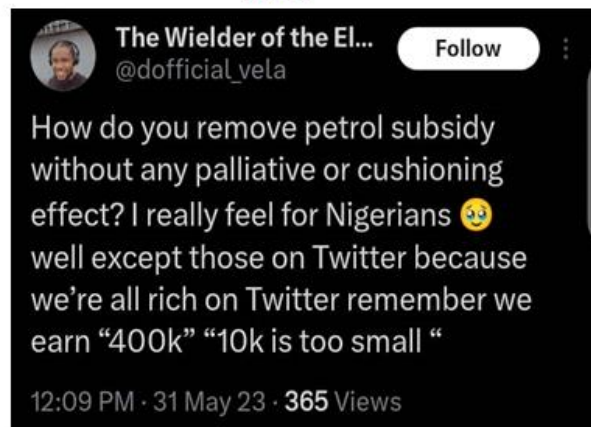 The Wielder of the El...
Follow
@dofficial_vela
How do you remove petrol subsidy
without any palliative or cushioning
effect? I really feel for Nigerians 🥹
well except those on Twitter because
we’re all rich on Twitter remember we
earn “400k” “10k is too small “
12:09 PM · 31 May 23 · 365 Views